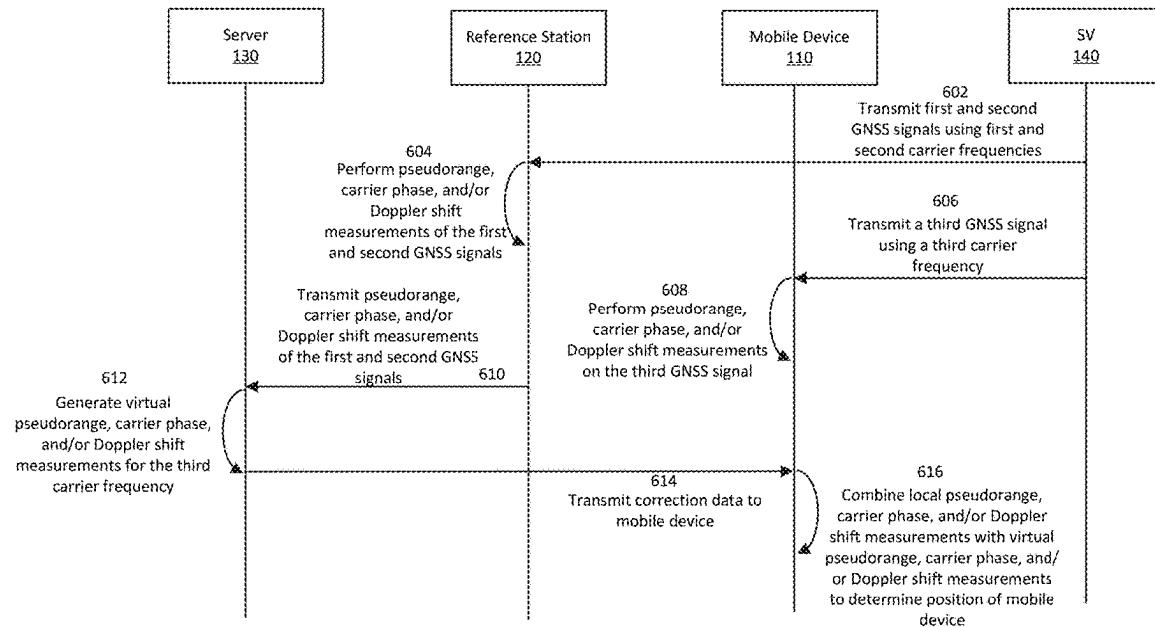 Server
130
Reference Station
120
Mobile Device
110
SV
140
602
Transmit first and second
GNSS signals using first and
second carrier frequencies
604
Perform pseudorange,
carrier phase, and/or
Doppler shift
measurements of the first
and second GNSS signals
606
Transmit a third GNSS signal
using a third carrier
frequency
608
Perform pseudorange,
carrier phase, and/or
Doppler shift measurements
on the third GNSS signal
Transmit pseudorange,
carrier phase, and/or
Doppler shift measurements
of the first and second GNSS
signals
610
612
Generate virtual
pseudorange, carrier phase,
and/or Doppler shift
measurements for the third
carrier frequency
614
Transmit correction data to
mobile device
616
Combine local pseudorange,
carrier phase, and/or Doppler
shift measurements with virtual
pseudorange, carrier phase, and/
or Doppler shift measurements
to determine position of mobile
device